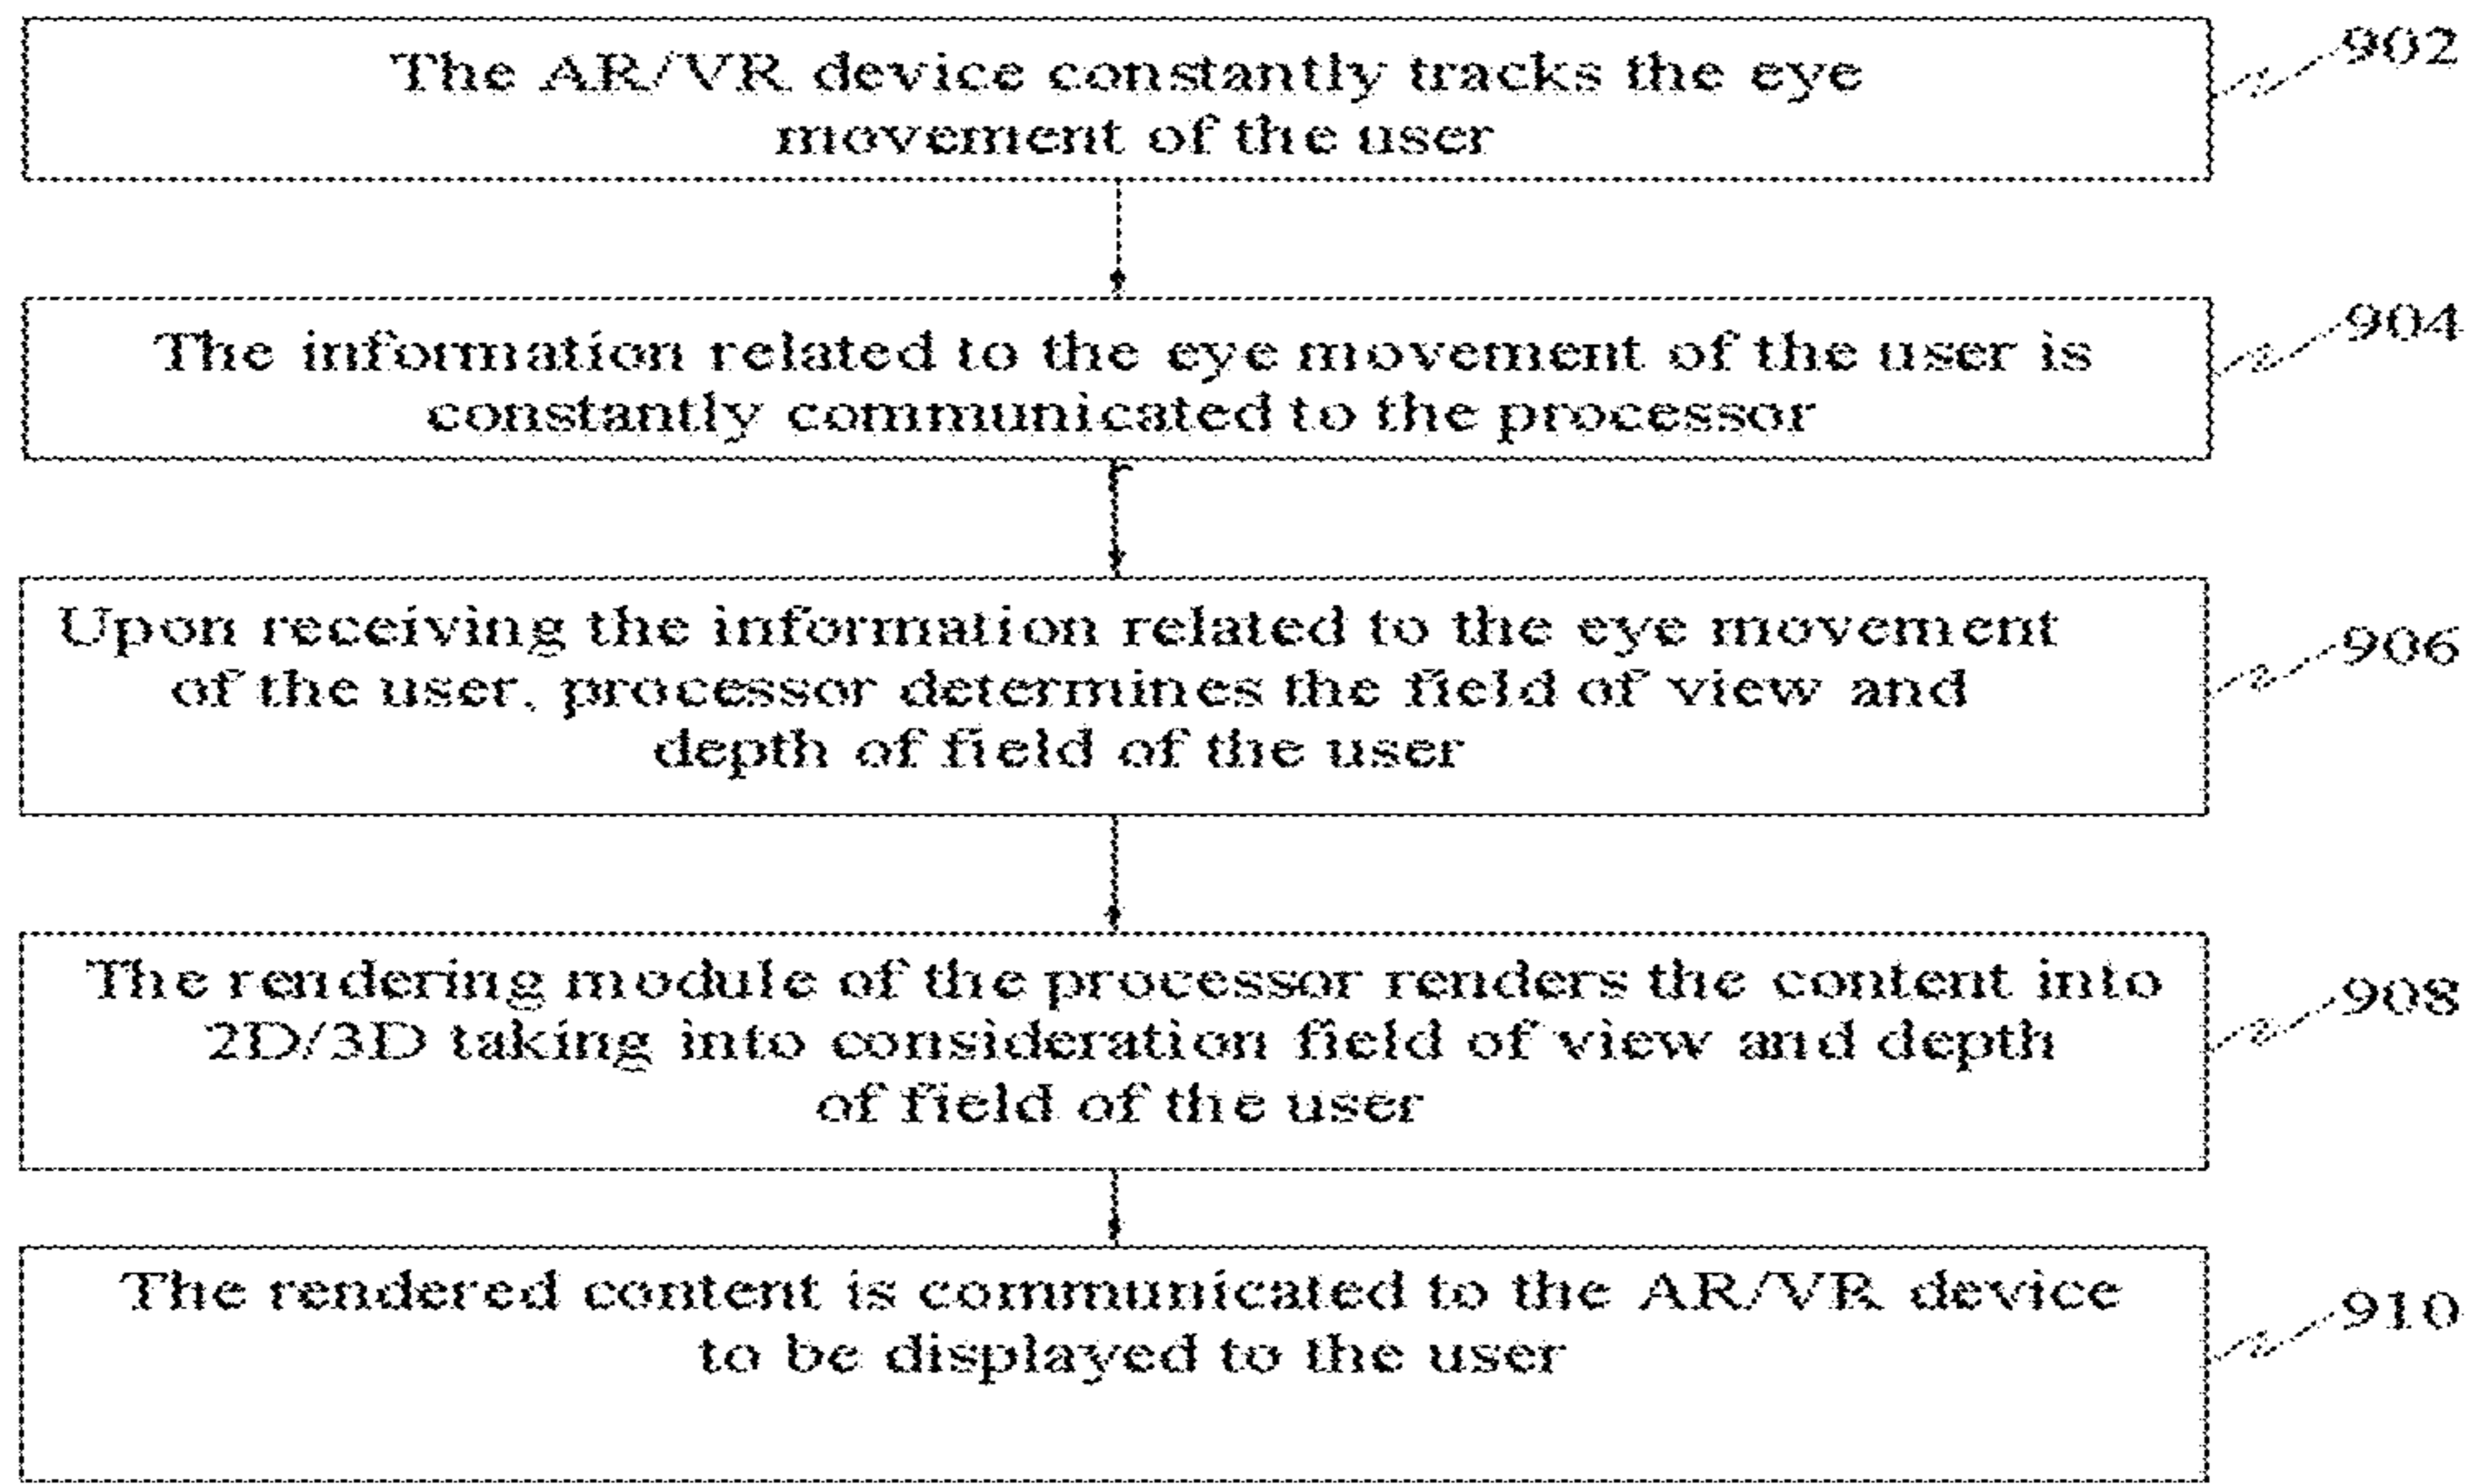 The AR/VR device constantly tracks the eye
movement of the user
902
The information related to the eye movement of the user is
constantly communicated to the processor
904
Upon receiving the information related to the eye movement
of the user, processor determines the field of view and
depth of field of the user
906
The rendering module of the processor renders the content into
2D/3D taking into consideration field of view and depth
of field of the user
908
The rendered content is communicated to the AR/VR device
to be displayed to the user
910